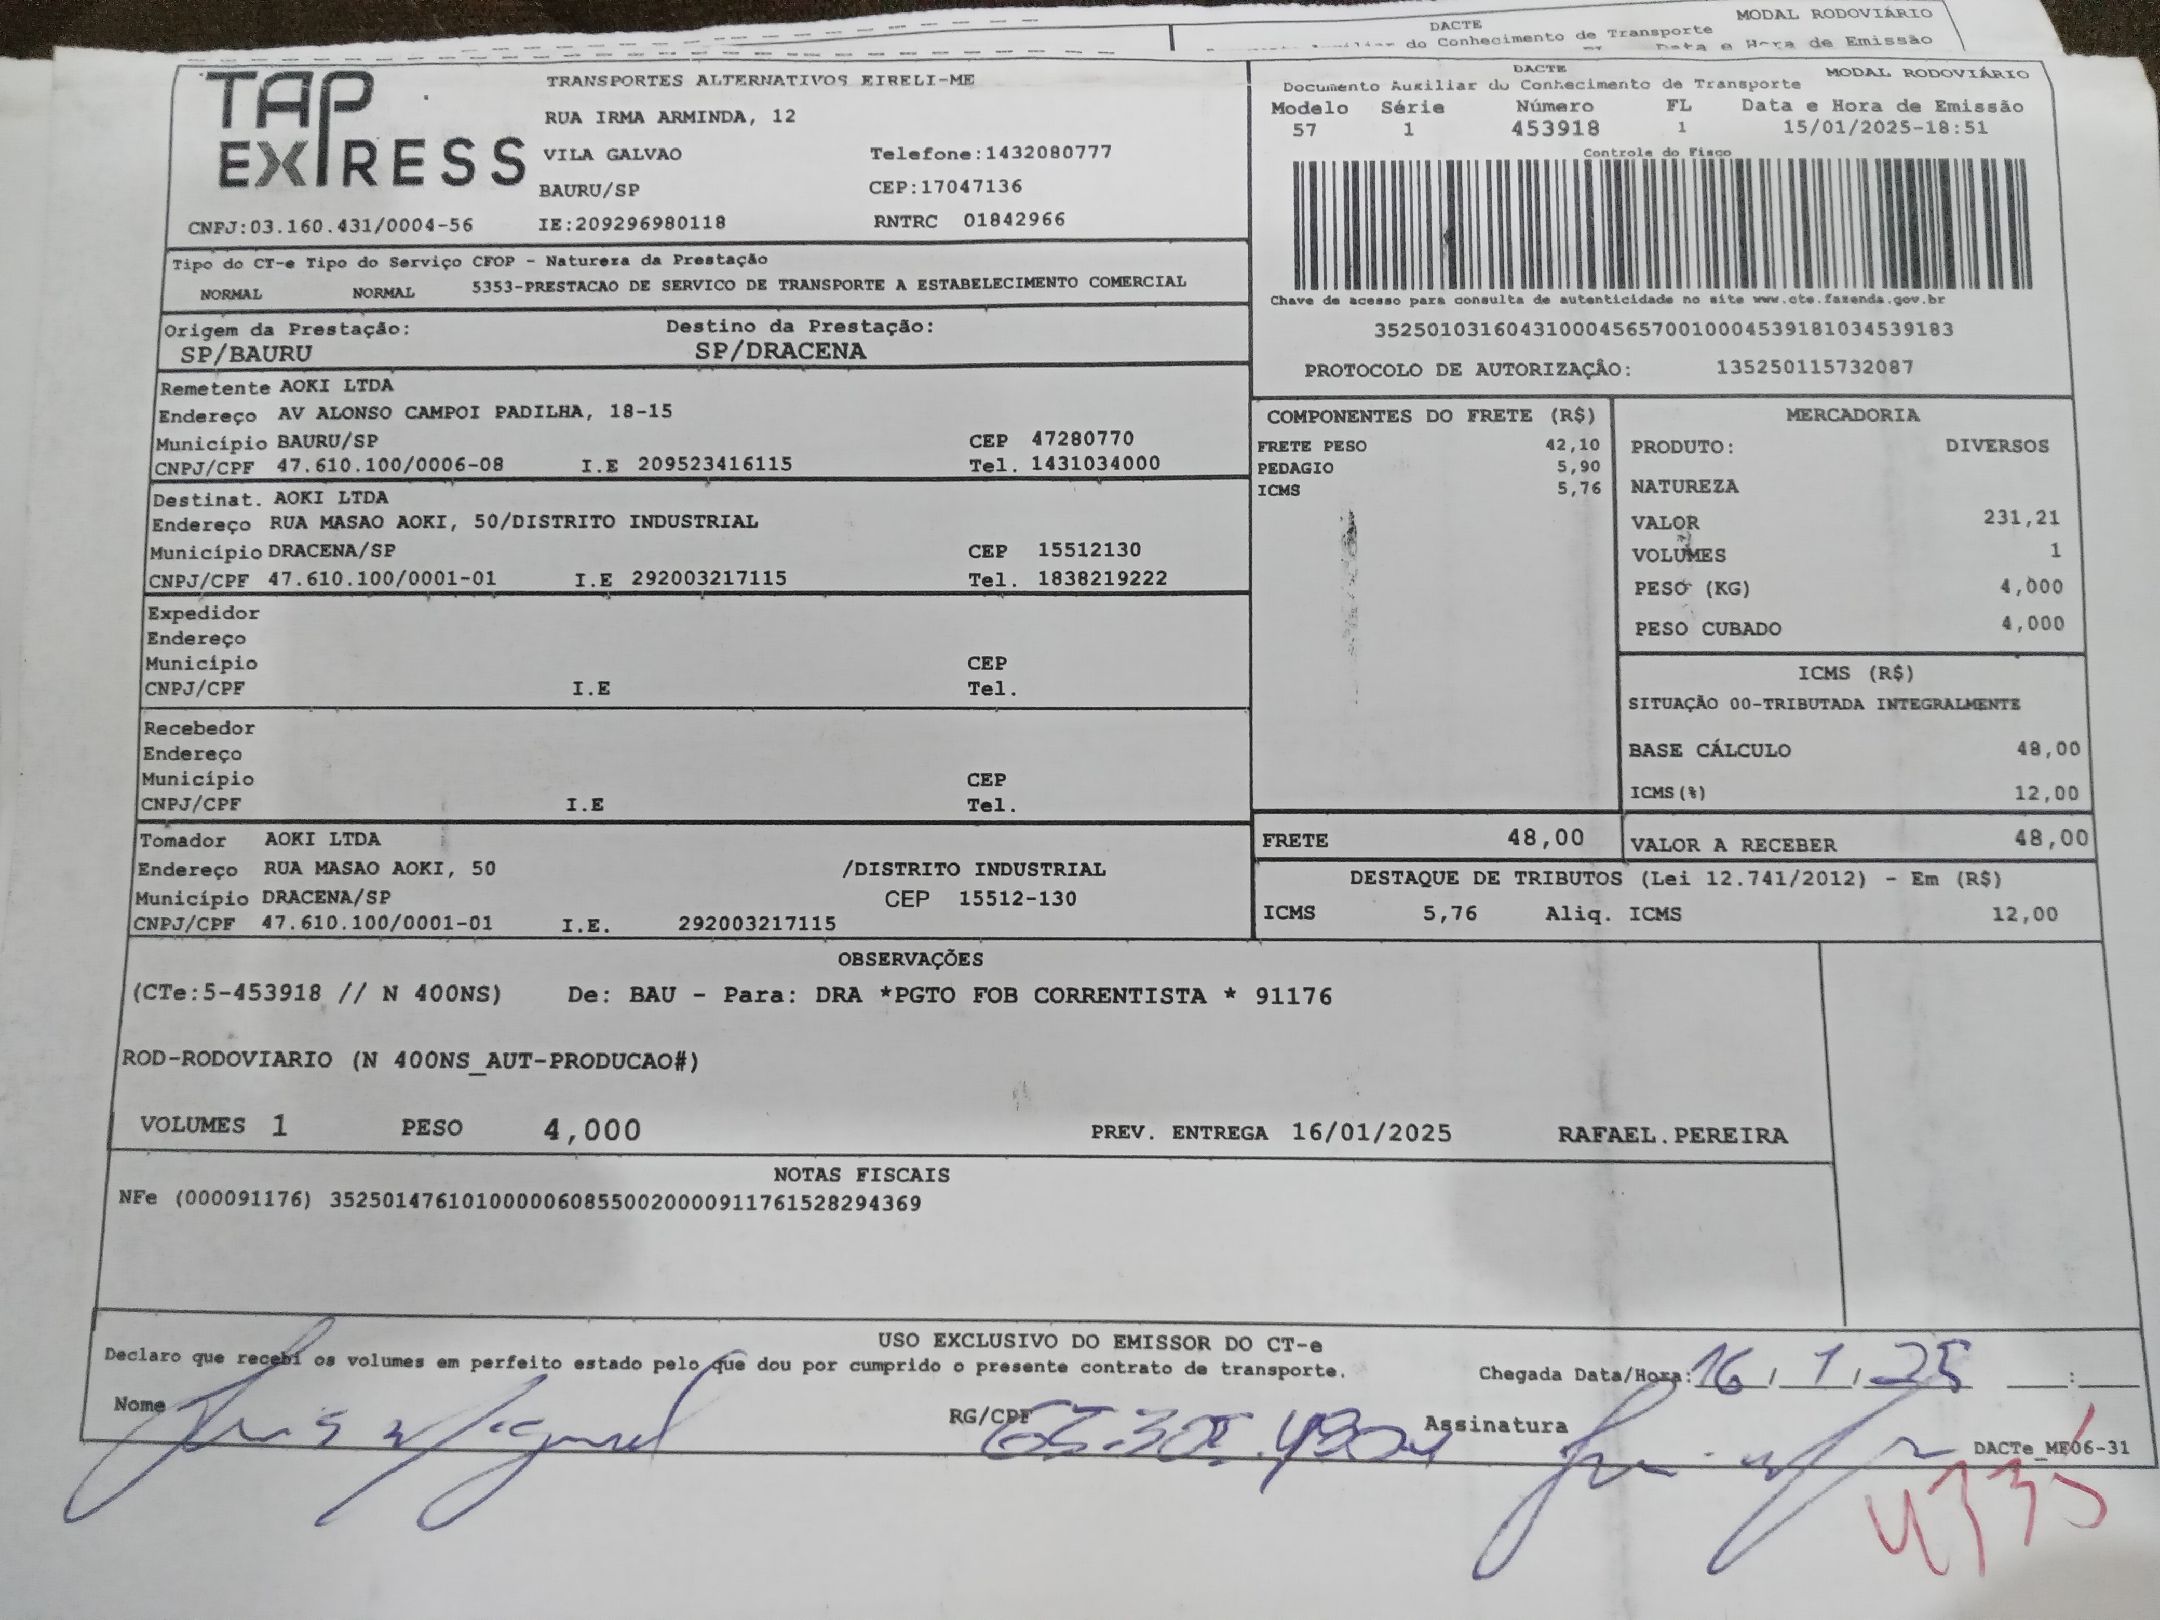 DACTE
MODAL RODOVIÁRIO
do Conhecimento de Transporte
Data e Hora de Emissão
TAP EXPRESS
TRANSPORTES ALTERNATIVOS EIRELI-ME
RUA IRMA ARMINDA, 12
VILA GALVAO Telefone:1432080777
BAURU/SP CEP:17047136
CNPJ:03.160.431/0004-56 IE:209296980118 RNTRC 01842966
DACTE
MODAL RODOVIÁRIO
Documento Auxiliar do Conhecimento de Transporte
Modelo Série Número FL Data e Hora de Emissão
57 1 453918 1 15/01/2025-18:51
Controle do Fisco
Chave de acesso para consulta de autenticidade no site www.cte.fazenda.gov.br
35250103160431000456570010004539181034539183
PROTOCOLO DE AUTORIZAÇÃO: 135250115732087
Tipo do CT-e Tipo do Serviço CFOP - Natureza da Prestação
NORMAL NORMAL 5353-PRESTACAO DE SERVICO DE TRANSPORTE A ESTABELECIMENTO COMERCIAL
Origem da Prestação: Destino da Prestação:
SP/BAURU SP/DRACENA
Remetente AOKI LTDA
Endereço AV ALONSO CAMPOI PADILHA, 18-15
Município BAURU/SP CEP 47280770
CNPJ/CPF 47.610.100/0006-08 I.E 209523416115 Tel. 1431034000
Destinat. AOKI LTDA
Endereço RUA MASAO AOKI, 50/DISTRITO INDUSTRIAL
Município DRACENA/SP CEP 15512130
CNPJ/CPF 47.610.100/0001-01 I.E 292003217115 Tel. 1838219222
Expedidor
Endereço
Município CEP
CNPJ/CPF I.E Tel.
Recebedor
Endereço
Município CEP
CNPJ/CPF I.E Tel.
Tomador AOKI LTDA
Endereço RUA MASAO AOKI, 50 /DISTRITO INDUSTRIAL
Município DRACENA/SP CEP 15512-130
CNPJ/CPF 47.610.100/0001-01 I.E. 292003217115
COMPONENTES DO FRETE (R$)
FRETE PESO 42,10
PEDAGIO 5,90
ICMS 5,76
MERCADORIA
PRODUTO: DIVERSOS
NATUREZA
VALOR 231,21
VOLUMES 1
PESO (KG) 4,000
PESO CUBADO 4,000
ICMS (R$)
SITUAÇÃO 00-TRIBUTADA INTEGRALMENTE
BASE CÁLCULO 48,00
ICMS(%) 12,00
FRETE 48,00 VALOR A RECEBER 48,00
DESTAQUE DE TRIBUTOS (Lei 12.741/2012) - Em (R$)
ICMS 5,76 Aliq. ICMS 12,00
OBSERVAÇÕES
(CTe:5-453918 // N 400NS) De: BAU - Para: DRA *PGTO FOB CORRENTISTA * 91176
ROD-RODOVIARIO (N 400NS_AUT-PRODUCAO#)
VOLUMES 1 PESO 4,000 PREV. ENTREGA 16/01/2025 RAFAEL.PEREIRA
NOTAS FISCAIS
NFe (000091176) 35250147610100000608550020000911761528294369
USO EXCLUSIVO DO EMISSOR DO CT-e
Declaro que recebi os volumes em perfeito estado pelo que dou por cumprido o presente contrato de transporte.
Chegada Data/Hora: 16/1/25 __:__
Nome RG/CPF Assinatura
DACTe_ME06-31